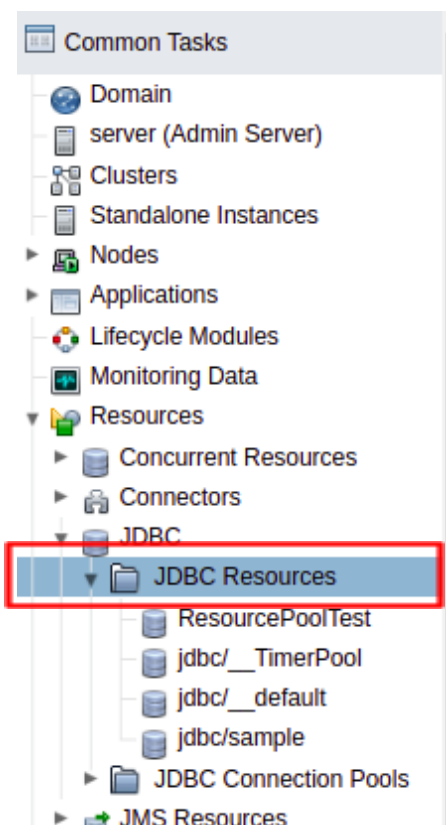 Common Tasks
Domain
server (Admin Server)
Clusters
Standalone Instances
Nodes
Applications
Lifecycle Modules
Monitoring Data
Resources
Concurrent Resources
Connectors
JDBC
JDBC Resources
ResourcePoolTest
jdbc/__TimerPool
jdbc/__default
jdbc/sample
JDBC Connection Pools
JMS Resources